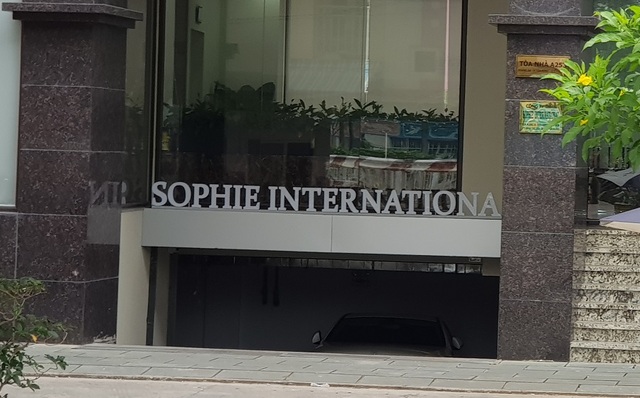 SOPHIE INTERNATIONA
TÒA NHÀ A25